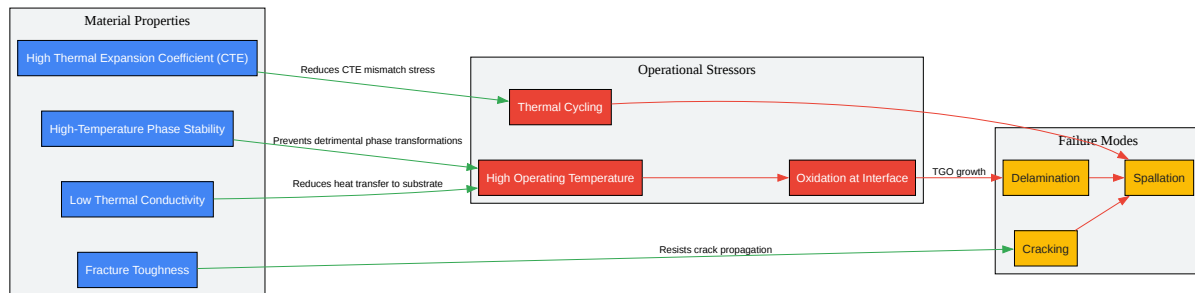 Material Properties
High Thermal Expansion Coefficient (CTE)
High-Temperature Phase Stability
Low Thermal Conductivity
Fracture Toughness
Reduces CTE mismatch stress
Prevents detrimental phase transformations
Reduces heat transfer to substrate
Resists crack propagation
Operational Stressors
Thermal Cycling
High Operating Temperature
Oxidation at Interface
TGO growth
Failure Modes
Delamination
Spallation
Cracking